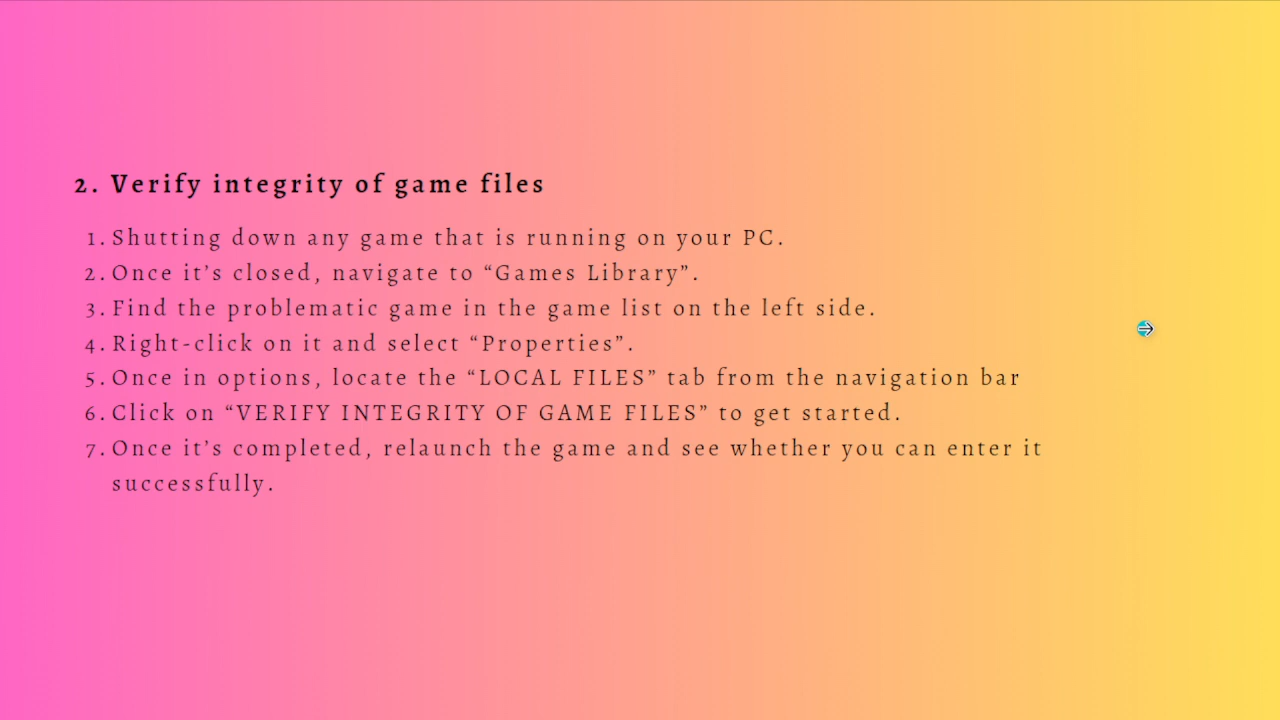 2. Verify integrity of game files
1. Shutting down any game that is running on your PC.
2. Once it’s closed, navigate to “Games Library”.
3. Find the problematic game in the game list on the left side.
4. Right-click on it and select “Properties”.
5. Once in options, locate the “LOCAL FILES” tab from the navigation bar
6. Click on “VERIFY INTEGRITY OF GAME FILES” to get started.
7. Once it’s completed, relaunch the game and see whether you can enter it
successfully.